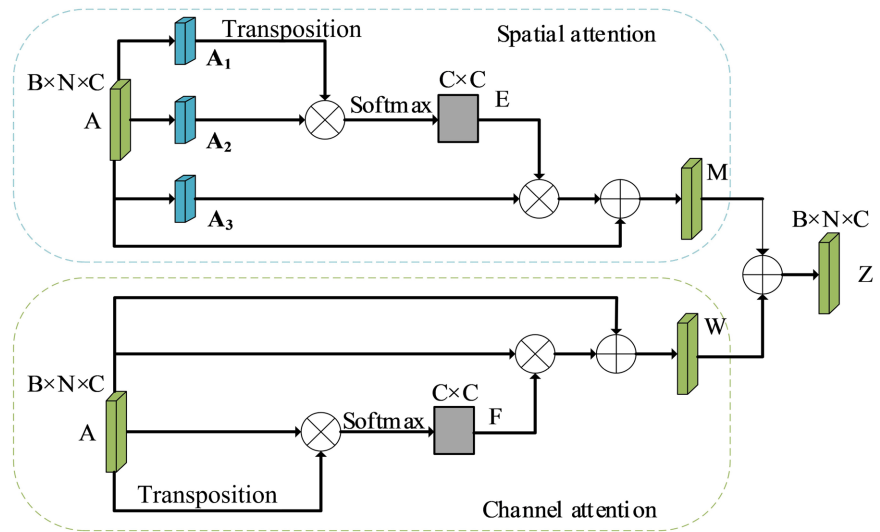 Transposition
Spatial attention
A₁
B×N×C
C×C
A
Softmax
E
A₂
A₃
M
B×N×C
Z
W
B×N×C
C×C
A
Softmax
F
Transposition
Channel attention